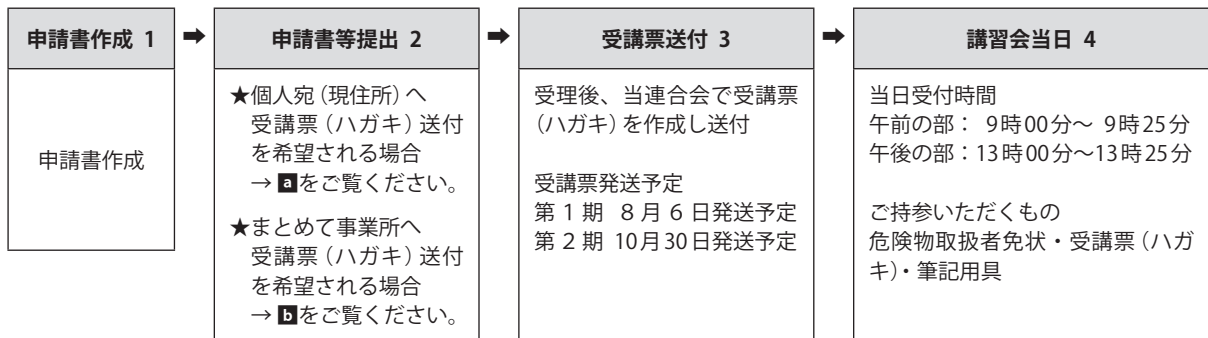 申請書作成 1
➡
申請書等提出 2
➡
受講票送付 3
➡
講習会当日 4
申請書作成
★個人宛(現住所)へ
受講票(ハガキ)送付
を希望される場合
→ aをご覧ください。
★まとめて事業所へ
受講票(ハガキ)送付
を希望される場合
→ bをご覧ください。
受理後、当連合会で受講票
(ハガキ)を作成し送付
受講票発送予定
第1期 8月6日発送予定
第2期 10月30日発送予定
当日受付時間
午前の部: 9時00分~ 9時25分
午後の部:13時00分~13時25分
ご持参いただくもの
危険物取扱者免状・受講票(ハガ
キ)・筆記用具